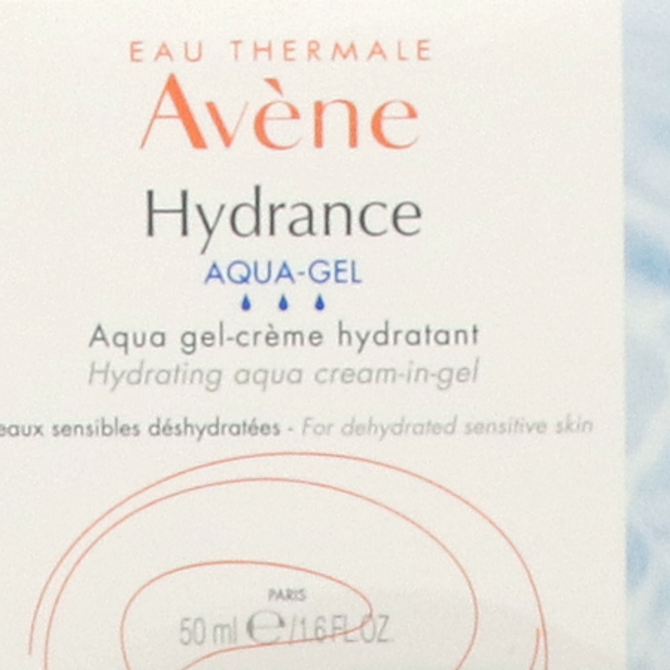 EAU THERMALE
Avène
Hydrance
AQUA-GEL
Aqua gel-crème hydratant
Hydrating aqua cream-in-gel
eaux sensibles déshydratées - For dehydrated sensitive skin
PARIS
50 ml ℮/1.6 FL.OZ.